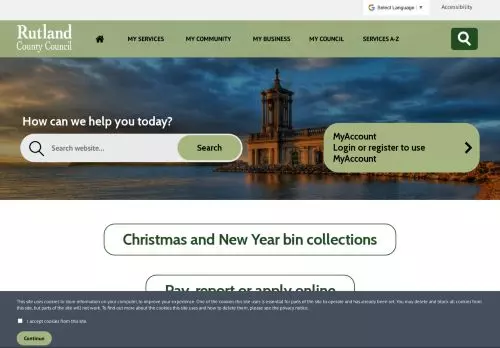 Select Language ▼
Accessibility
Rutland
County Council
MY SERVICES
MY COMMUNITY
MY BUSINESS
MY COUNCIL
SERVICES A-Z
How can we help you today?
Search website...
Search
MyAccount
Login or register to use
MyAccount
Christmas and New Year bin collections
Pay, report or apply online
This site uses cookies to store information on your computer, to improve your experience. One of the cookies this site uses is essential for parts of the site to operate and has already been set. You may delete and block all cookies from
this site, but parts of the site will not work. To find out more about the cookies this site uses and how to delete them, please see the privacy notice.
I accept cookies from this site.
Continue